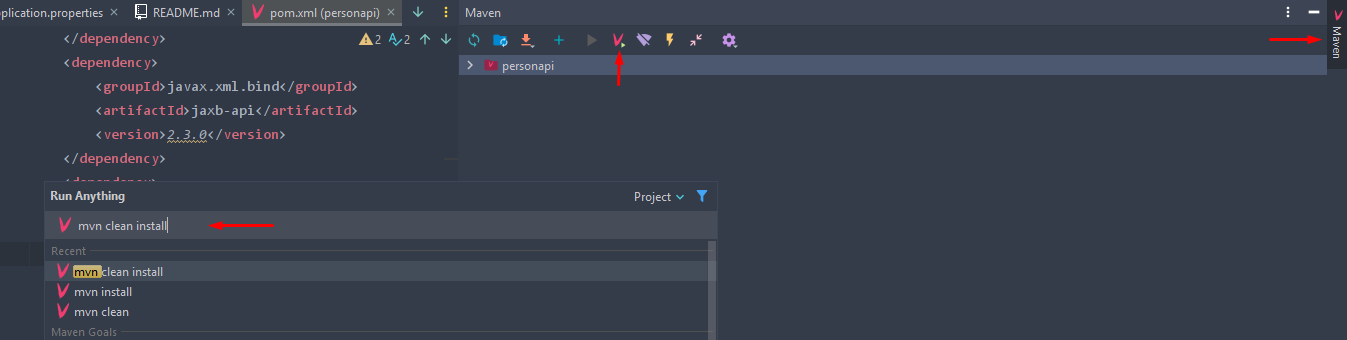 plication.properties README.md pom.xml (personapi)
Maven
</dependency>
2 2
<dependency>
<groupId>javax.xml.bind</groupId>
<artifactId>jaxb-api</artifactId>
<version>2.3.0</version>
</dependency>
personapi
Maven
Run Anything
Project
mvn clean install
Recent
mvn clean install
mvn install
mvn clean
Maven Goals